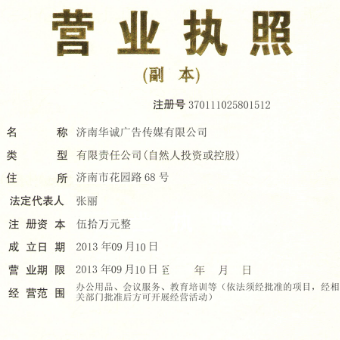 营业执照
(副 本)
注册号 370111025801512
名 称 济南华诚广告传媒有限公司
类 型 有限责任公司(自然人投资或控股)
住 所 济南市花园路68号
法定代表人 张丽
注 册 资 本 伍拾万元整
成 立 日 期 2013年09月10日
营 业 期 限 2013年09月10日至 年 月 日
经 营 范 围 办公用品、会议服务、教育培训等(依法须经批准的项目，经相
关部门批准后方可开展经营活动)